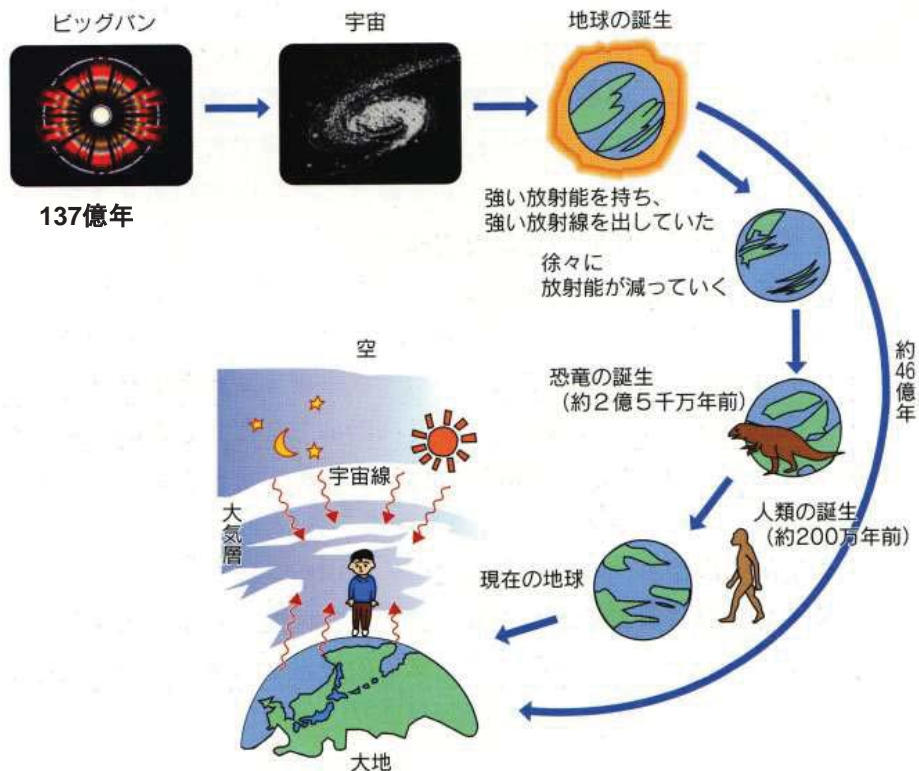 ビッグバン
宇宙
地球の誕生
137億年
強い放射能を持ち、
強い放射線を出していた
徐々に
放射能が減っていく
約46億年
恐竜の誕生
(約2億5千万年前)
人類の誕生
(約200万年前)
現在の地球
空
宇宙線
大気層
大地